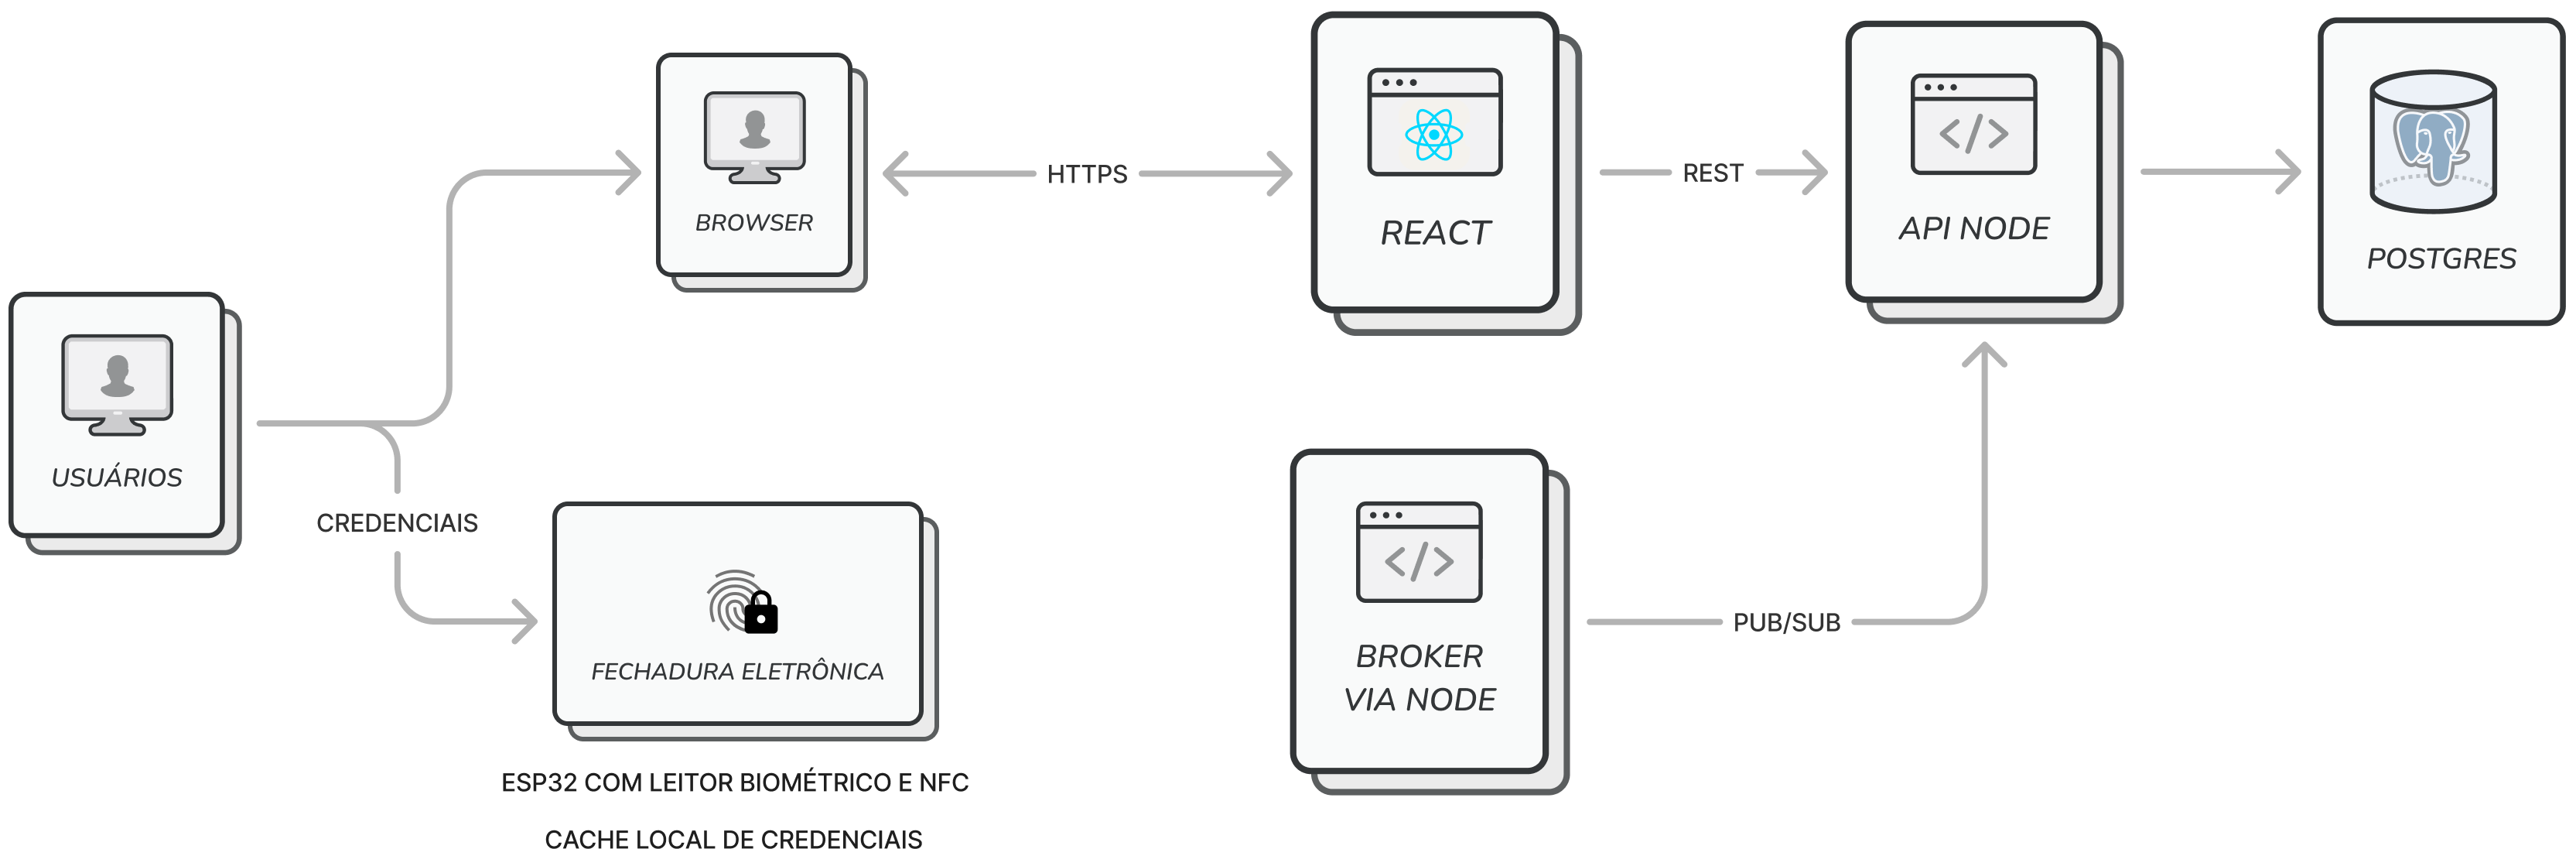 BROWSER
HTTPS
REACT
REST
API NODE
POSTGRES
USUÁRIOS
CREDENCIAIS
FECHADURA ELETRÔNICA
ESP32 COM LEITOR BIOMÉTRICO E NFC
CACHE LOCAL DE CREDENCIAIS
BROKER
VIA NODE
PUB/SUB